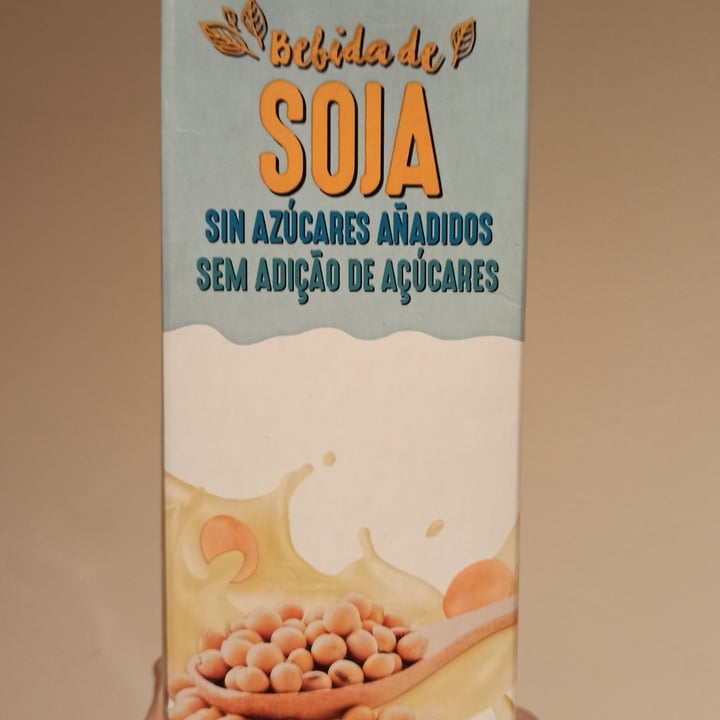 Bebida de
SOJA
SIN AZÚCARES AÑADIDOS
SEM ADIÇÃO DE AÇÚCARES